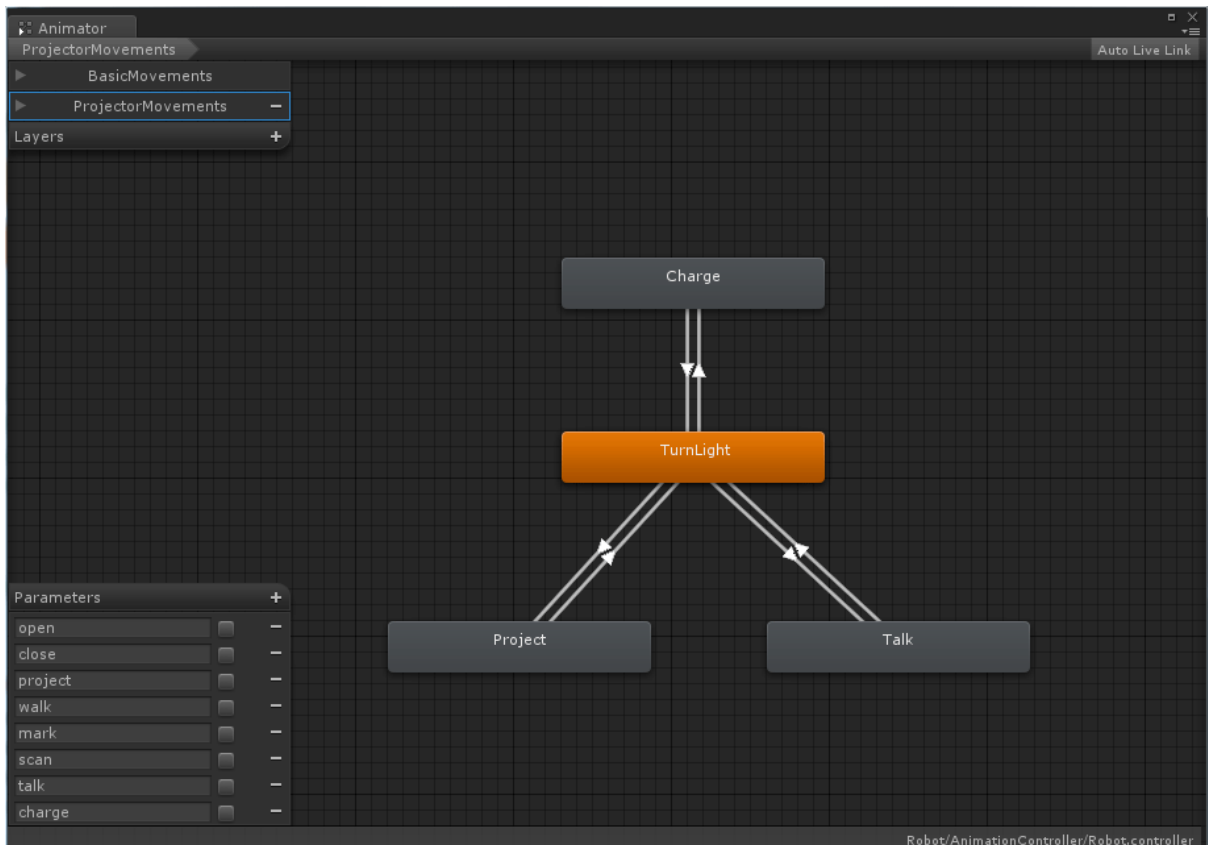 Animator
ProjectorMovements
Auto Live Link
BasicMovements
ProjectorMovements
Layers
Charge
TurnLight
Project
Talk
Parameters
open
close
project
walk
mark
scan
talk
charge
Robot/AnimationController/Robot.controller